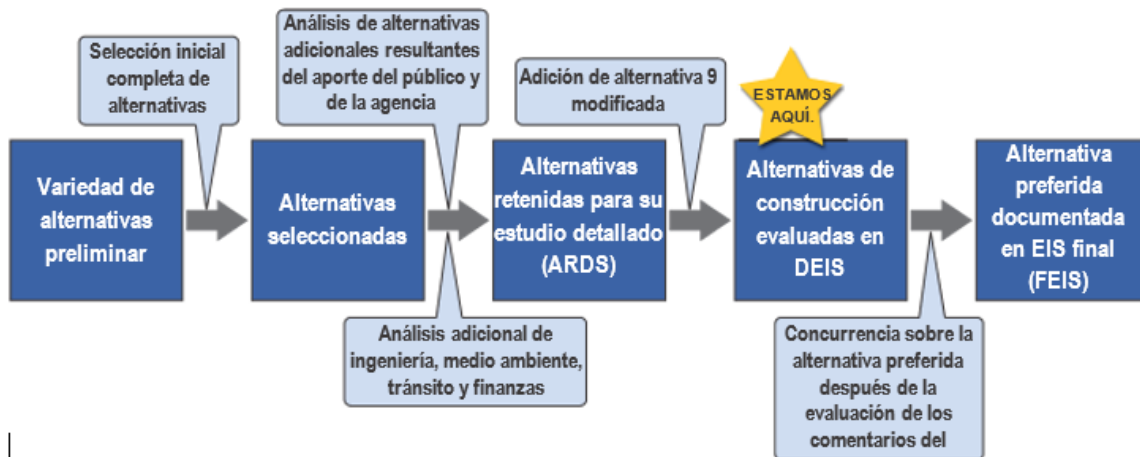 Selección inicial
completa de
alternativas
Análisis de alternativas
adicionales resultantes
del aporte del público y
de la agencia
Adición de alternativa 9
modificada
ESTAMOS
AQUÍ.
Variedad de
alternativas
preliminar
Alternativas
seleccionadas
Alternativas
retenidas para su
estudio detallado
(ARDS)
Alternativas de
construcción
evaluadas en
DEIS
Alternativa
preferida
documentada
en EIS final
(FEIS)
Análisis adicional de
ingeniería, medio ambiente,
tránsito y finanzas
Concurrencia sobre la
alternativa preferida
después de la
evaluación de los
comentarios del